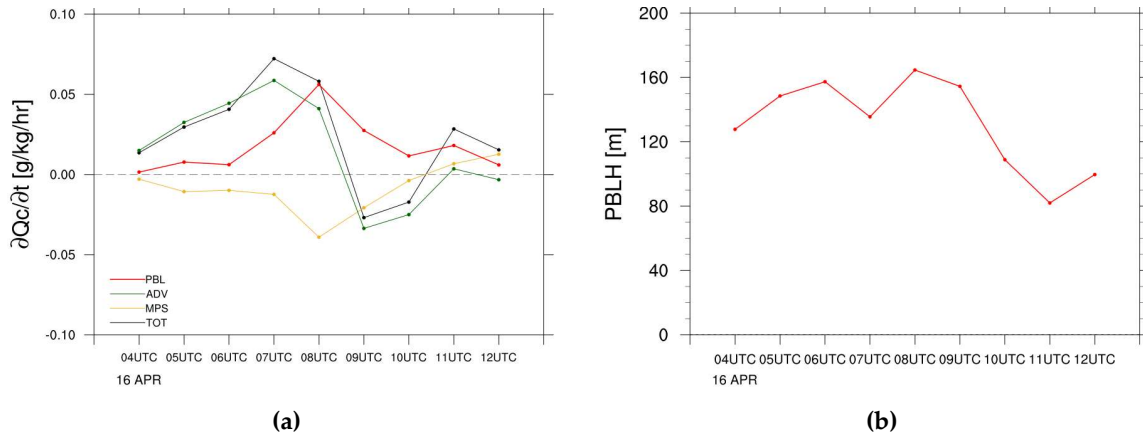 0.10
0.05
0.00
-0.05
-0.10
∂Qc/∂t [g/kg/hr]
PBL
ADV
MPS
TOT
04UTC 05UTC 06UTC 07UTC 08UTC 09UTC 10UTC 11UTC 12UTC
16 APR
(a)
200
160
120
80
40
0
PBLH [m]
04UTC 05UTC 06UTC 07UTC 08UTC 09UTC 10UTC 11UTC 12UTC
16 APR
(b)